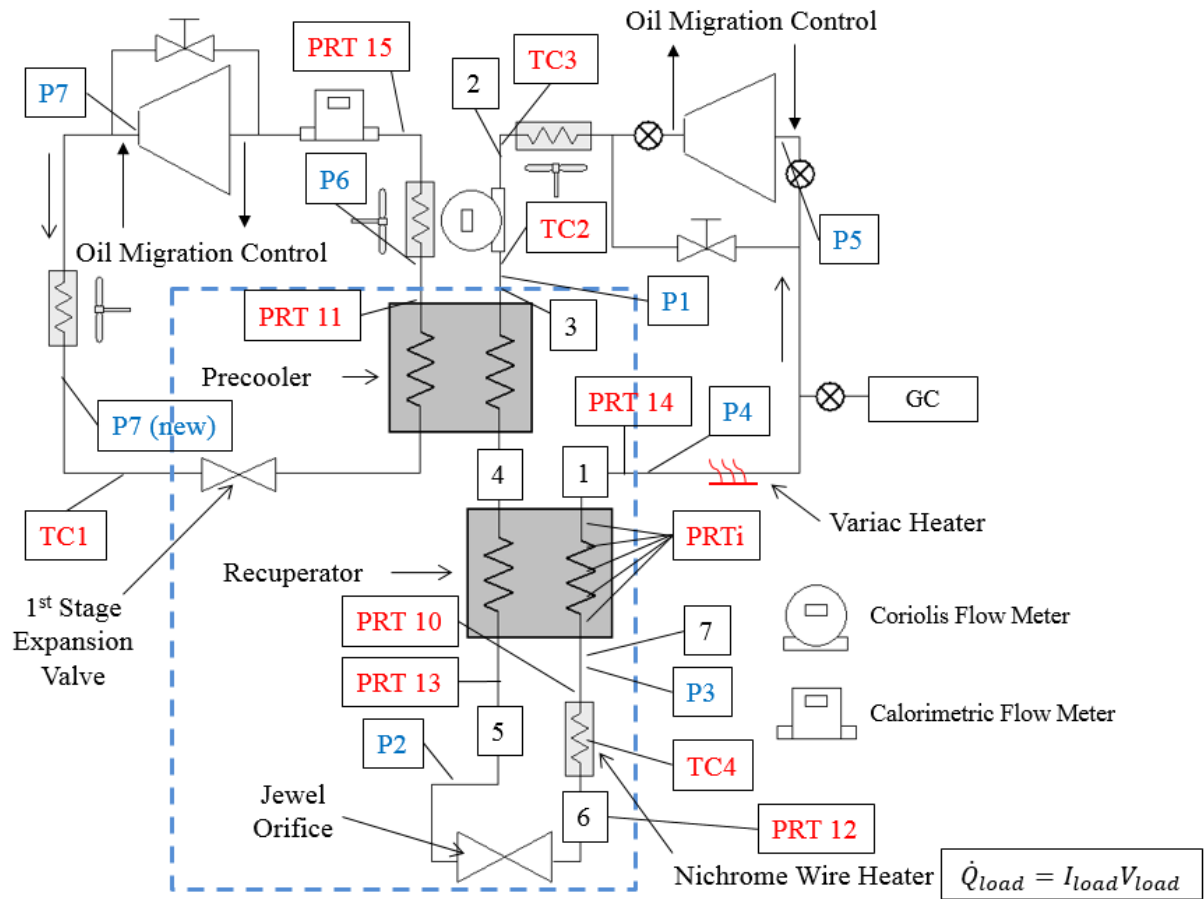 Oil Migration Control
PRT 15
TC3
2
P7
P6
TC2
P5
Oil Migration Control
P1
PRT 11
3
Precooler
PRT 14
P4
GC
P7 (new)
4
1
Variac Heater
TC1
PRTi
Recuperator
1st Stage
Expansion
Valve
PRT 10
7
Coriolis Flow Meter
PRT 13
P3
5
Calorimetric Flow Meter
P2
TC4
Jewel
Orifice
6
PRT 12
Nichrome Wire Heater
Q̇load = IloadVload